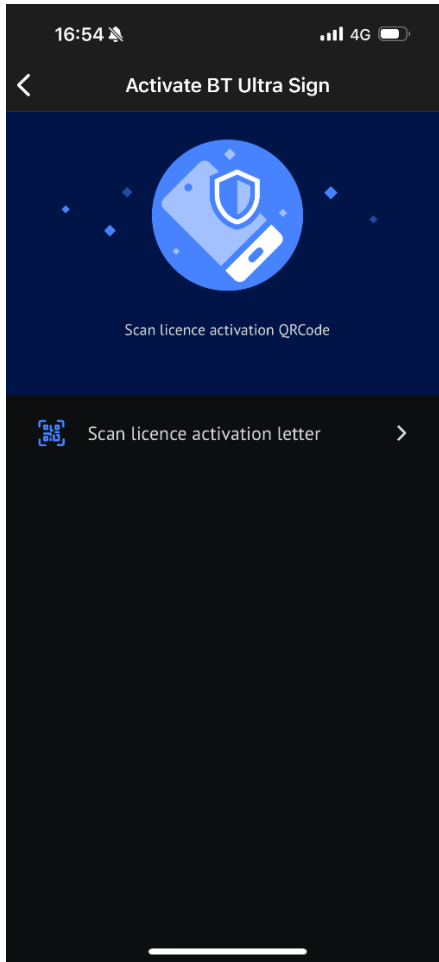 16:54
4G
Activate BT Ultra Sign
Scan licence activation QRCode
Scan licence activation letter